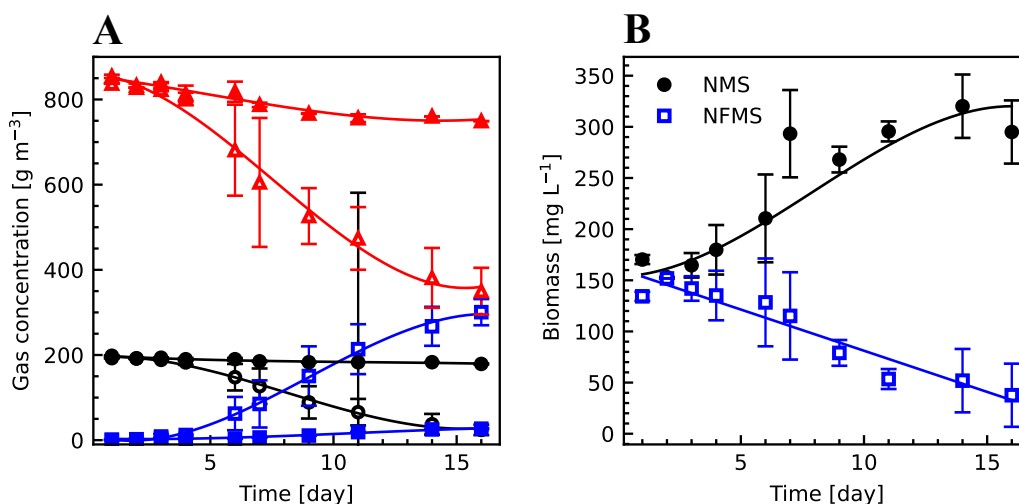 A
Gas concentration [g m⁻³]
800
600
400
200
0
5
10
15
Time [day]
B
NMS
NFMS
Biomass [mg L⁻¹]
350
300
250
200
150
100
50
0
5
10
15
Time [day]